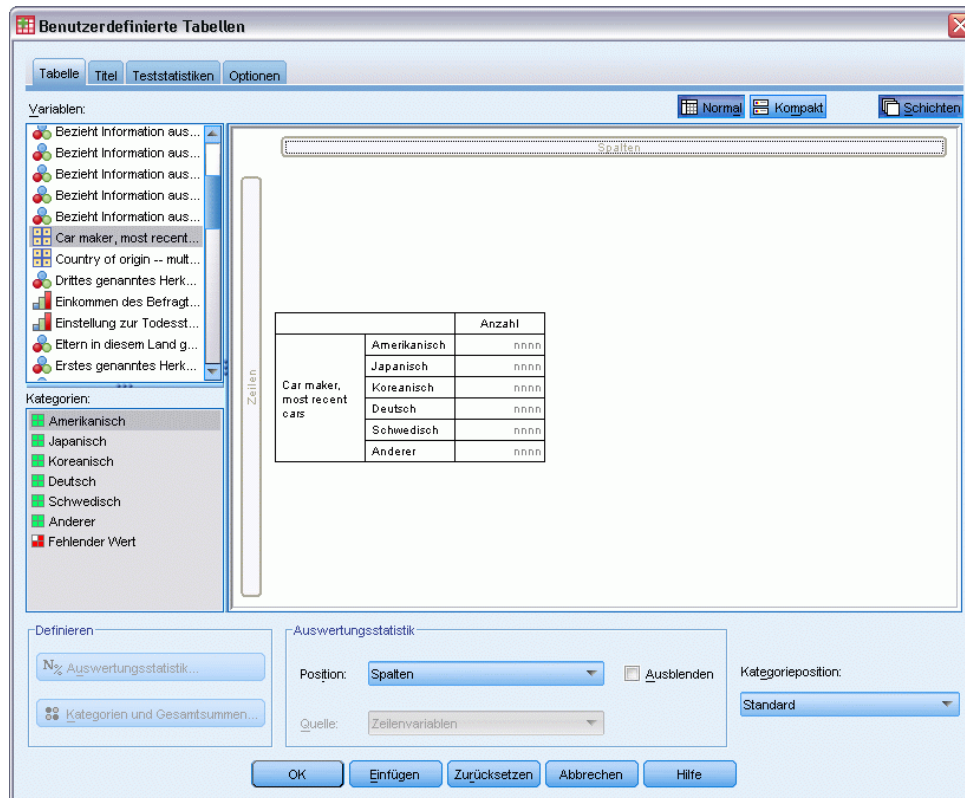 Benutzerdefinierte Tabellen
Tabelle Titel Teststatistiken Optionen
Variablen:
Normal Kompakt Schichten
Bezieht Information aus...
Bezieht Information aus...
Bezieht Information aus...
Bezieht Information aus...
Bezieht Information aus...
Car maker, most recent...
Country of origin -- mult...
Drittes genanntes Herk...
Einkommen des Befragt...
Einstellung zur Todesst...
Eltern in diesem Land g...
Erstes genanntes Herk...
Kategorien:
Amerikanisch
Japanisch
Koreanisch
Deutsch
Schwedisch
Anderer
Fehlender Wert
Spalten
Zeilen
Anzahl
Car maker,
most recent
cars
Amerikanisch nnnn
Japanisch nnnn
Koreanisch nnnn
Deutsch nnnn
Schwedisch nnnn
Anderer nnnn
Definieren
N% Auswertungsstatistik...
Kategorien und Gesamtsummen...
Auswertungsstatistik
Position: Spalten Ausblenden
Quelle: Zeilenvariablen
Kategorieposition:
Standard
OK Einfügen Zurücksetzen Abbrechen Hilfe